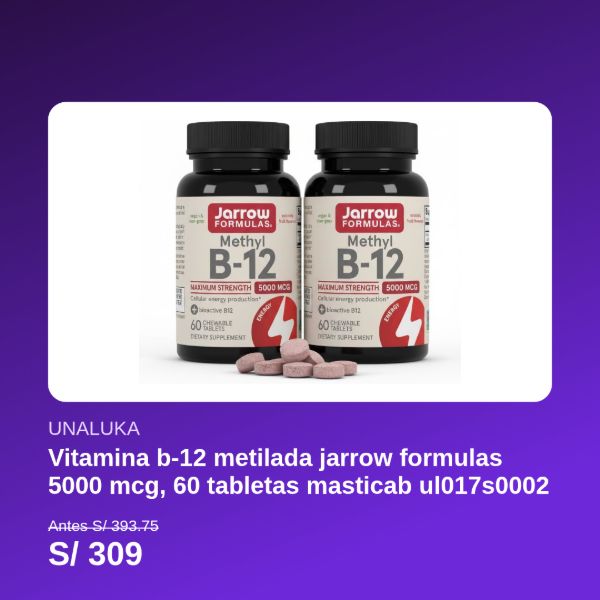 Jarrow
FORMULAS®
Methyl
B-12
MAXIMUM STRENGTH 5000 MCG
Cellular energy production*
bioactive B12
60 CHEWABLE
TABLETS
DIETARY SUPPLEMENT
ENERGY
Jarrow
FORMULAS®
Methyl
B-12
MAXIMUM STRENGTH 5000 MCG
Cellular energy production*
bioactive B12
60 CHEWABLE
TABLETS
DIETARY SUPPLEMENT
ENERGY
UNALUKA
Vitamina b-12 metilada jarrow formulas
5000 mcg, 60 tabletas masticab ul017s0002
Antes S/ 393.75
S/ 309